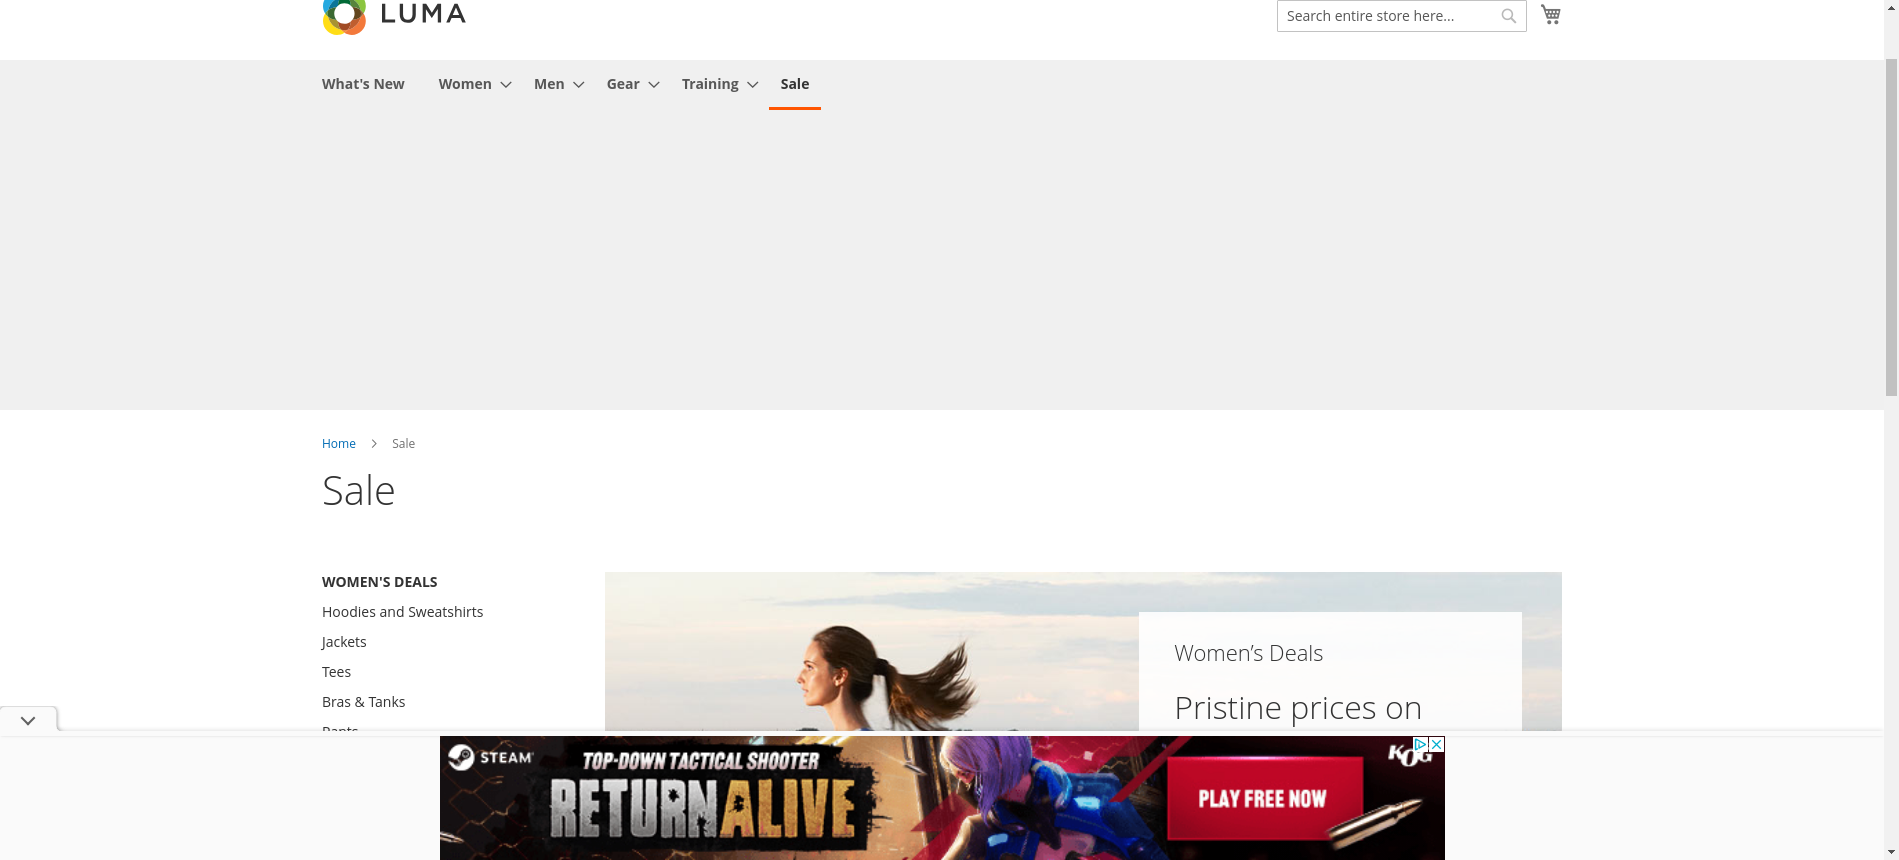 LUMA
Search entire store here...
What's New Women Men Gear Training Sale
Home Sale
Sale
WOMEN'S DEALS
Hoodies and Sweatshirts
Jackets
Tees
Bras & Tanks
Pants
Women’s Deals
Pristine prices on
STEAM
TOP-DOWN TACTICAL SHOOTER
RETURN ALIVE
PLAY FREE NOW
KOG